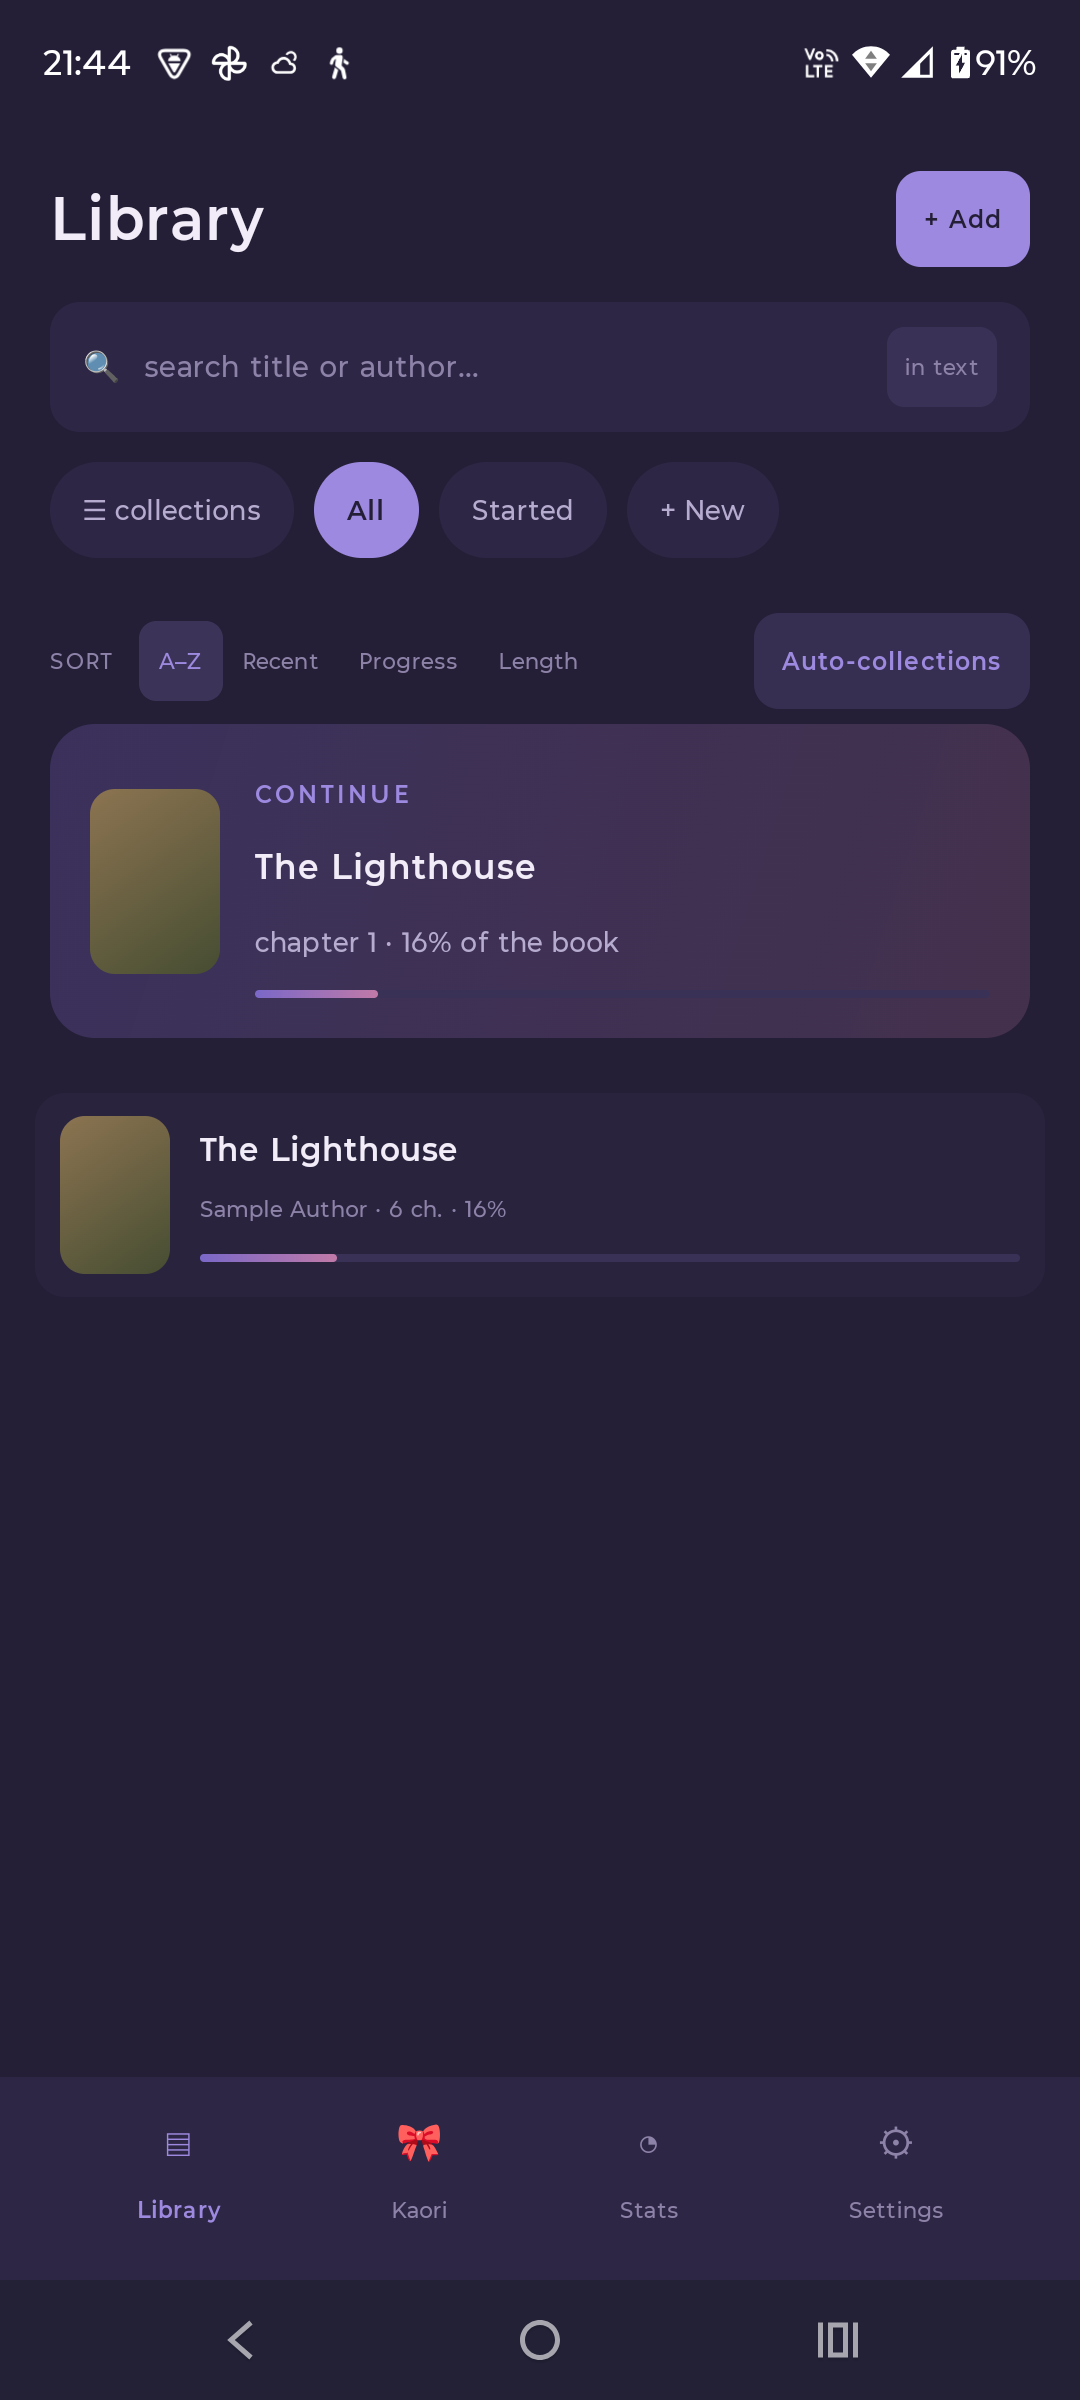 21:44 Vo LTE 91%
Library
+ Add
search title or author...
in text
☰ collections
All
Started
+ New
SORT A–Z Recent Progress Length
Auto-collections
CONTINUE
The Lighthouse
chapter 1 · 16% of the book
The Lighthouse
Sample Author · 6 ch. · 16%
Library Kaori Stats Settings